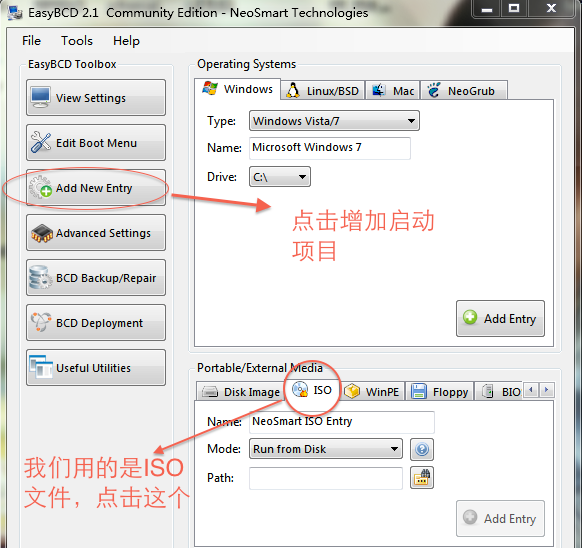 EasyBCD 2.1 Community Edition - NeoSmart Technologies
File Tools Help
EasyBCD Toolbox
View Settings
Edit Boot Menu
Add New Entry
Advanced Settings
BCD Backup/Repair
BCD Deployment
Useful Utilities
Operating Systems
Windows Linux/BSD Mac NeoGrub
Type: Windows Vista/7
Name: Microsoft Windows 7
Drive: C:\
点击增加启动
项目
Add Entry
Portable/External Media
Disk Image ISO WinPE Floppy BIO
Name: NeoSmart ISO Entry
Mode: Run from Disk
Path:
Add Entry
我们用的是ISO
文件，点击这个